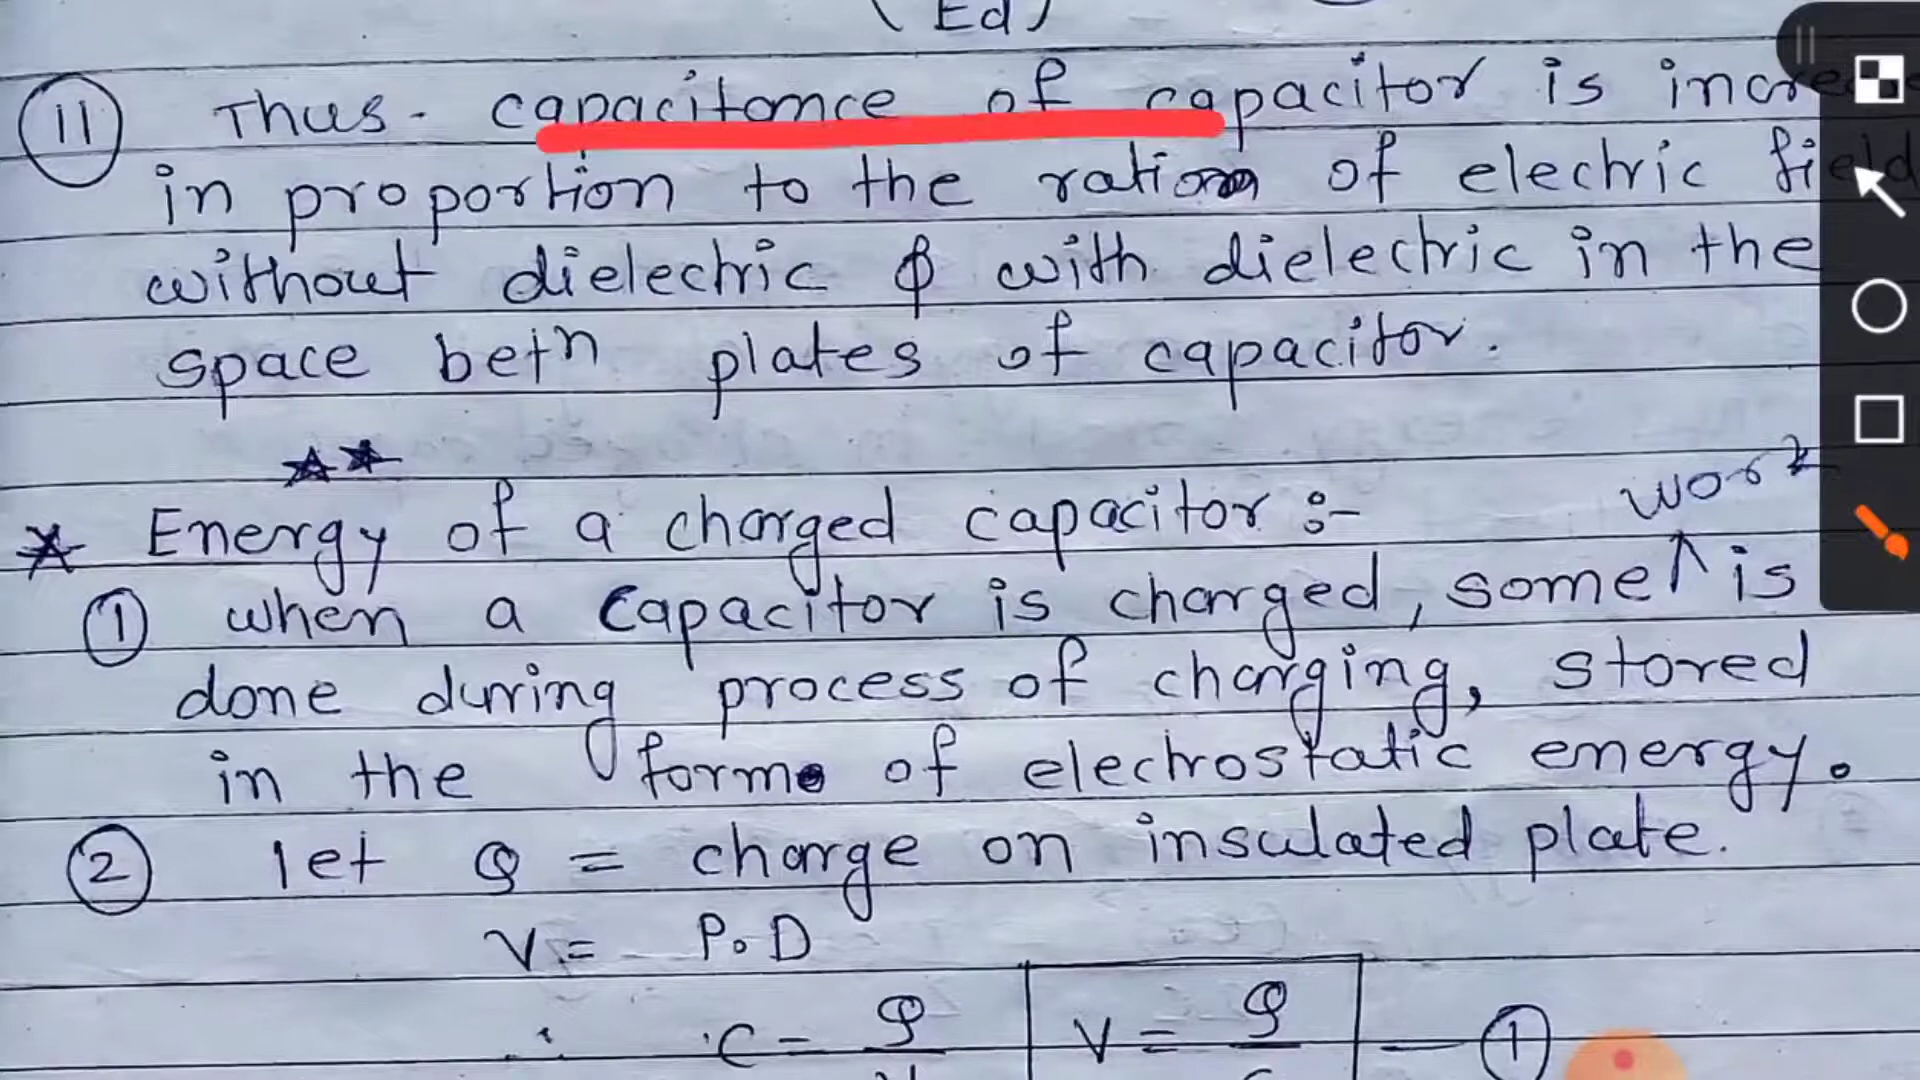 (Ed)
11 Thus- capacitance of capacitor is incre
in proportion to the ratio of electric field
without dielectric & with dielectric in the
space betn plates of capacitor.
* Energy of a charged capacitor :-
work
1 when a capacitor is charged, some ^ is
done during process of charging, stored
in the form of electrostatic energy.
2 let Q = charge on insulated plate.
V = P.D
∴ C = Q/V V = Q/C — 1